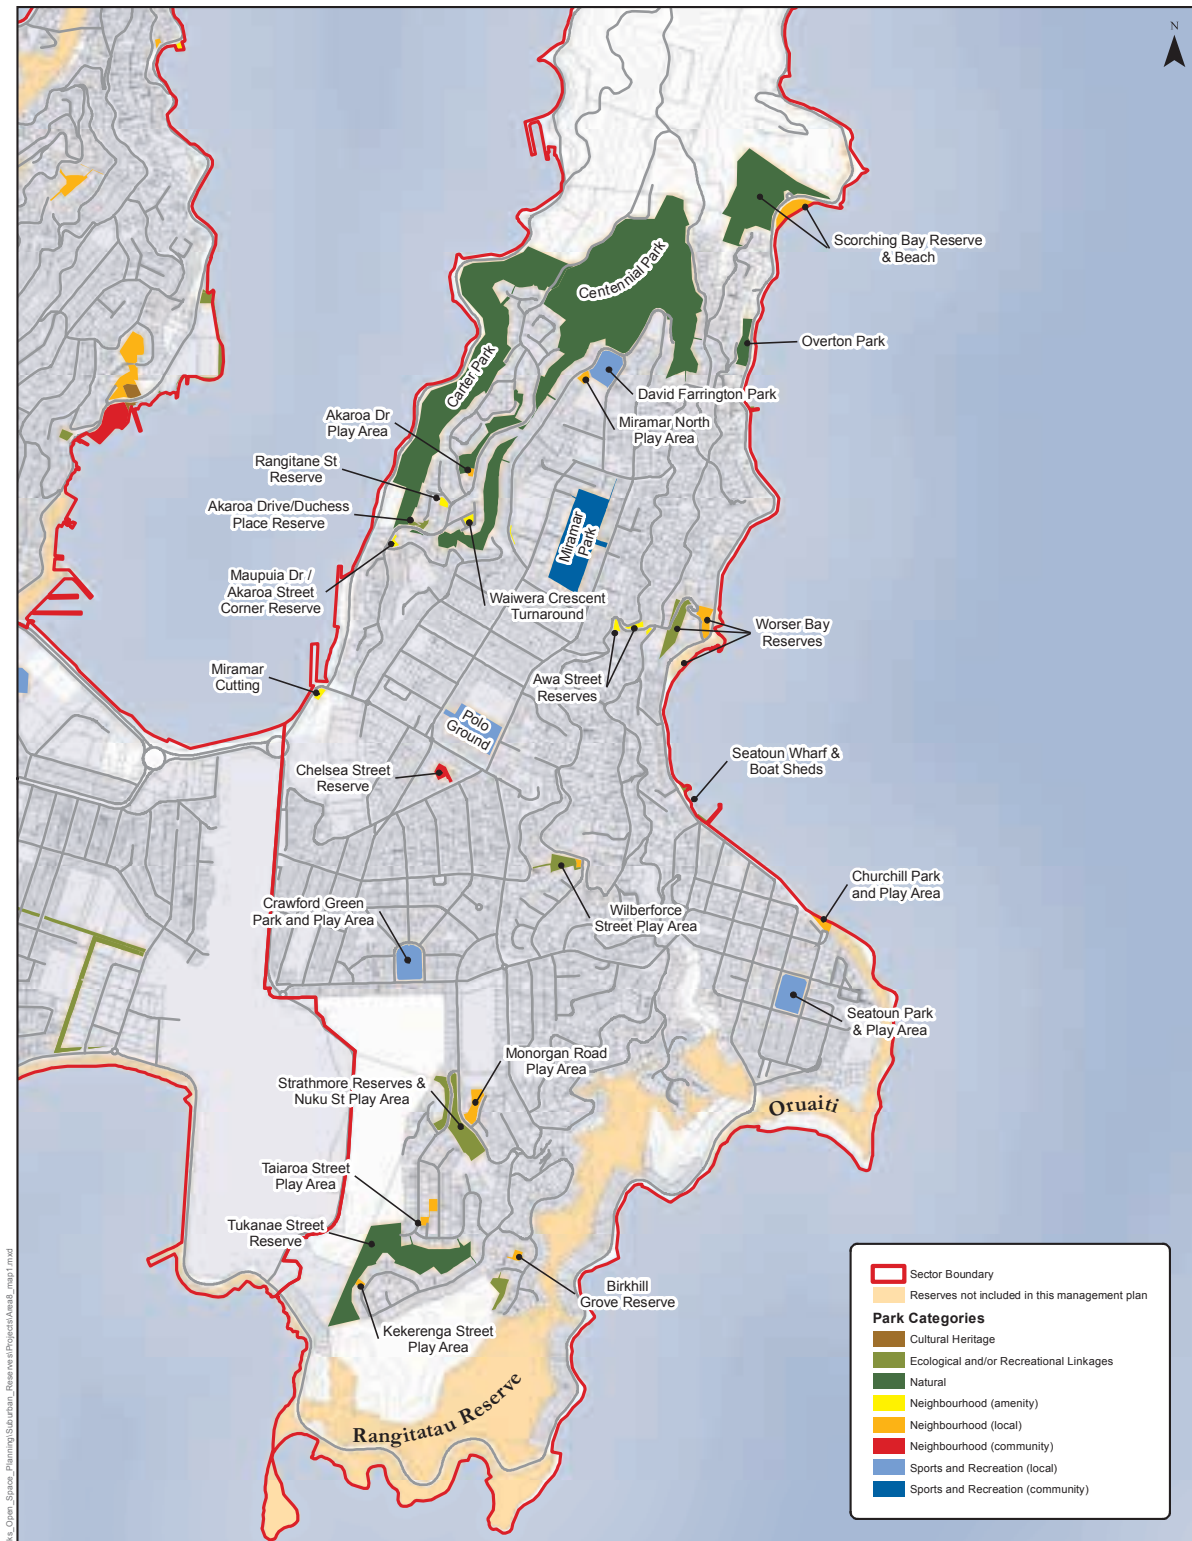 N
Scorching Bay Reserve
& Beach
Centennial Park
Overton Park
Carter Park
David Farrington Park
Miramar North
Play Area
Akaroa Dr
Play Area
Rangitane St
Reserve
Akaroa Drive/Duchess
Place Reserve
Miramar
Park
Maupuia Dr /
Akaroa Street
Corner Reserve
Waiwera Crescent
Turnaround
Worser Bay
Reserves
Awa Street
Reserves
Miramar
Cutting
Polo
Ground
Chelsea Street
Reserve
Seatoun Wharf &
Boat Sheds
Churchill Park
and Play Area
Crawford Green
Park and Play Area
Wilberforce
Street Play Area
Seatoun Park
& Play Area
Monorgan Road
Play Area
Strathmore Reserves &
Nuku St Play Area
Oruaiti
Taiaroa Street
Play Area
Tukanae Street
Reserve
Birkhill
Grove Reserve
Kekerenga Street
Play Area
Rangitatau Reserve
Sector Boundary
Reserves not included in this management plan
Park Categories
Cultural Heritage
Ecological and/or Recreational Linkages
Natural
Neighbourhood (amenity)
Neighbourhood (local)
Neighbourhood (community)
Sports and Recreation (local)
Sports and Recreation (community)
ks_Open_Space_Planning\Suburban_Reserves\Projects\Area8_map1.mxd